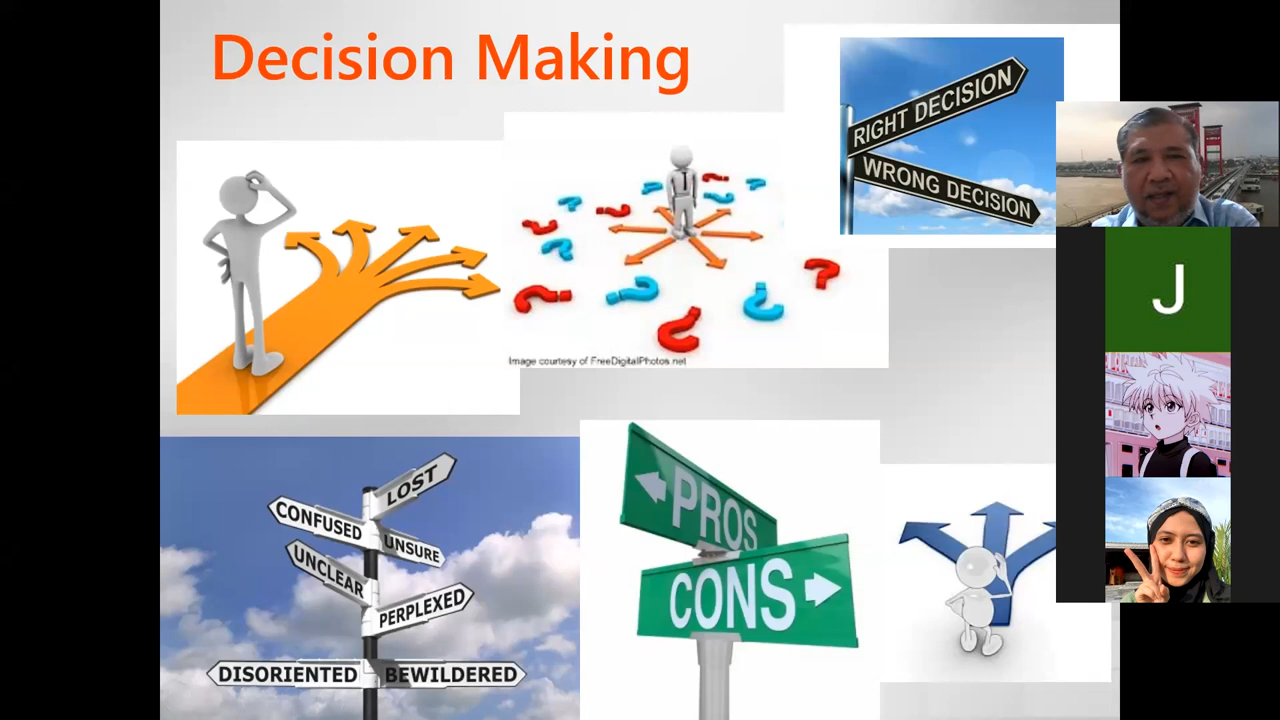 Decision Making
RIGHT DECISION
WRONG DECISION
Image courtesy of FreeDigitalPhotos.net
LOST
CONFUSED
UNSURE
UNCLEAR
PERPLEXED
DISORIENTED
BEWILDERED
PROS
CONS
J